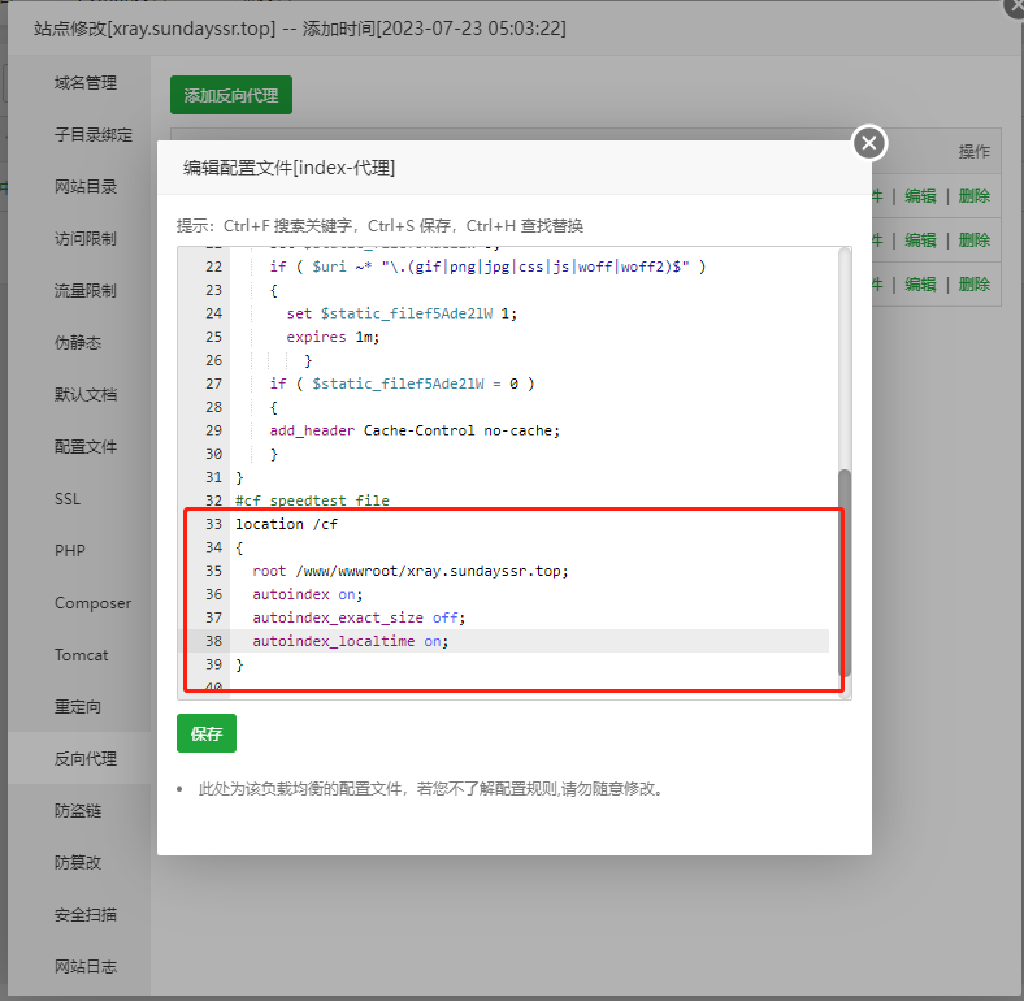 站点修改[xray.sundayssr.top] -- 添加时间[2023-07-23 05:03:22]
域名管理
子目录绑定
网站目录
访问限制
流量限制
伪静态
默认文档
配置文件
SSL
PHP
Composer
Tomcat
重定向
反向代理
防盗链
防篡改
安全扫描
网站日志
添加反向代理
操作
件 | 编辑 | 删除
件 | 编辑 | 删除
件 | 编辑 | 删除
编辑配置文件[index-代理]
提示：Ctrl+F 搜索关键字，Ctrl+S 保存，Ctrl+H 查找替换
22 if ( $uri ~* "\.(gif|png|jpg|css|js|woff|woff2)$" )
23 {
24 set $static_filef5Ade21W 1;
25 expires 1m;
26 }
27 if ( $static_filef5Ade21W = 0 )
28 {
29 add_header Cache-Control no-cache;
30 }
31 }
32 #cf speedtest file
33 location /cf
34 {
35 root /www/wwwroot/xray.sundayssr.top;
36 autoindex on;
37 autoindex_exact_size off;
38 autoindex_localtime on;
39 }
40
保存
• 此处为该负载均衡的配置文件，若您不了解配置规则,请勿随意修改。